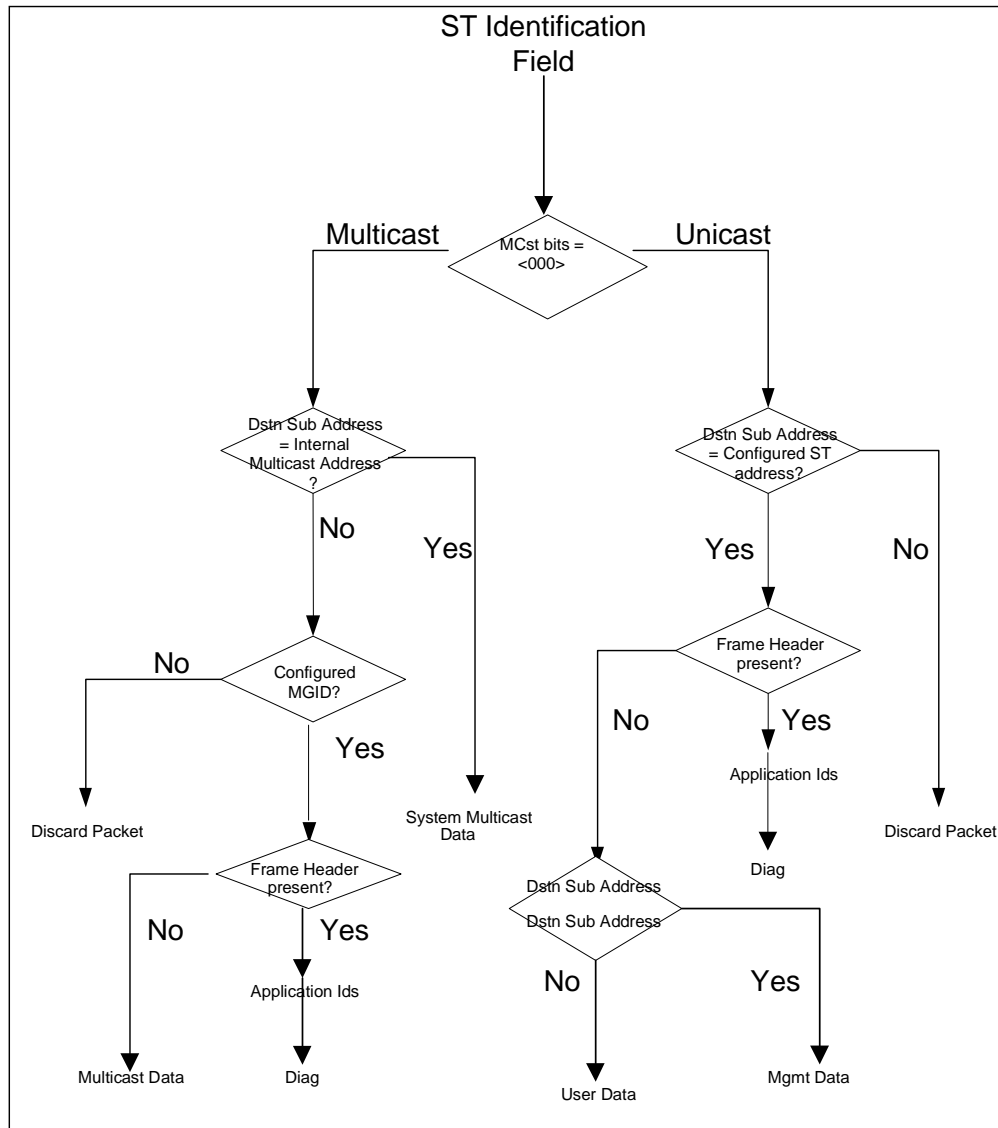 ST Identification
Field
Multicast
MCst bits =
<000>
Unicast
Dstn Sub Address
= Internal
Multicast Address
?
Dstn Sub Address
= Configured ST
address?
No
Yes
Yes
No
No
Configured
MGID?
Frame Header
present?
Yes
No
Yes
Application Ids
Discard Packet
System Multicast
Data
Discard Packet
Frame Header
present?
Diag
Dstn Sub Address
Dstn Sub Address
No
Yes
No
Yes
Application Ids
Multicast Data
Diag
User Data
Mgmt Data